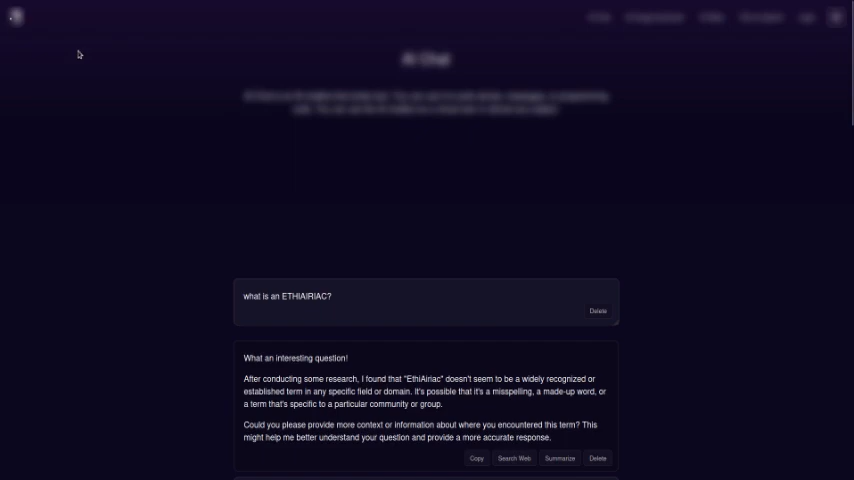 AI Chat
what is an ETHIAIRIAC?
Delete
What an interesting question!
After conducting some research, I found that "EthiAiriac" doesn't seem to be a widely recognized or
established term in any specific field or domain. It's possible that it's a misspelling, a made-up word, or
a term that's specific to a particular community or group.
Could you please provide more context or information about where you encountered this term? This
might help me better understand your question and provide a more accurate response.
Copy Search Web Summarize Delete